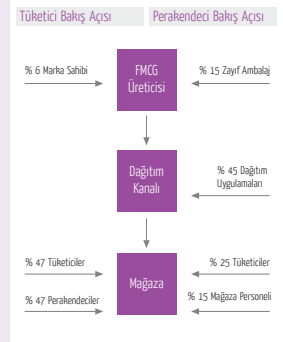 Tüketici Bakış Açısı
Perakendeci Bakış Açısı
% 6 Marka Sahibi
FMCG
Üreticisi
% 15 Zayıf Ambalaj
Dağıtım
Kanalı
% 45 Dağıtım
Uygulamaları
% 47 Tüketiciler
% 47 Perakendeciler
Mağaza
% 25 Tüketiciler
% 15 Mağaza Personeli